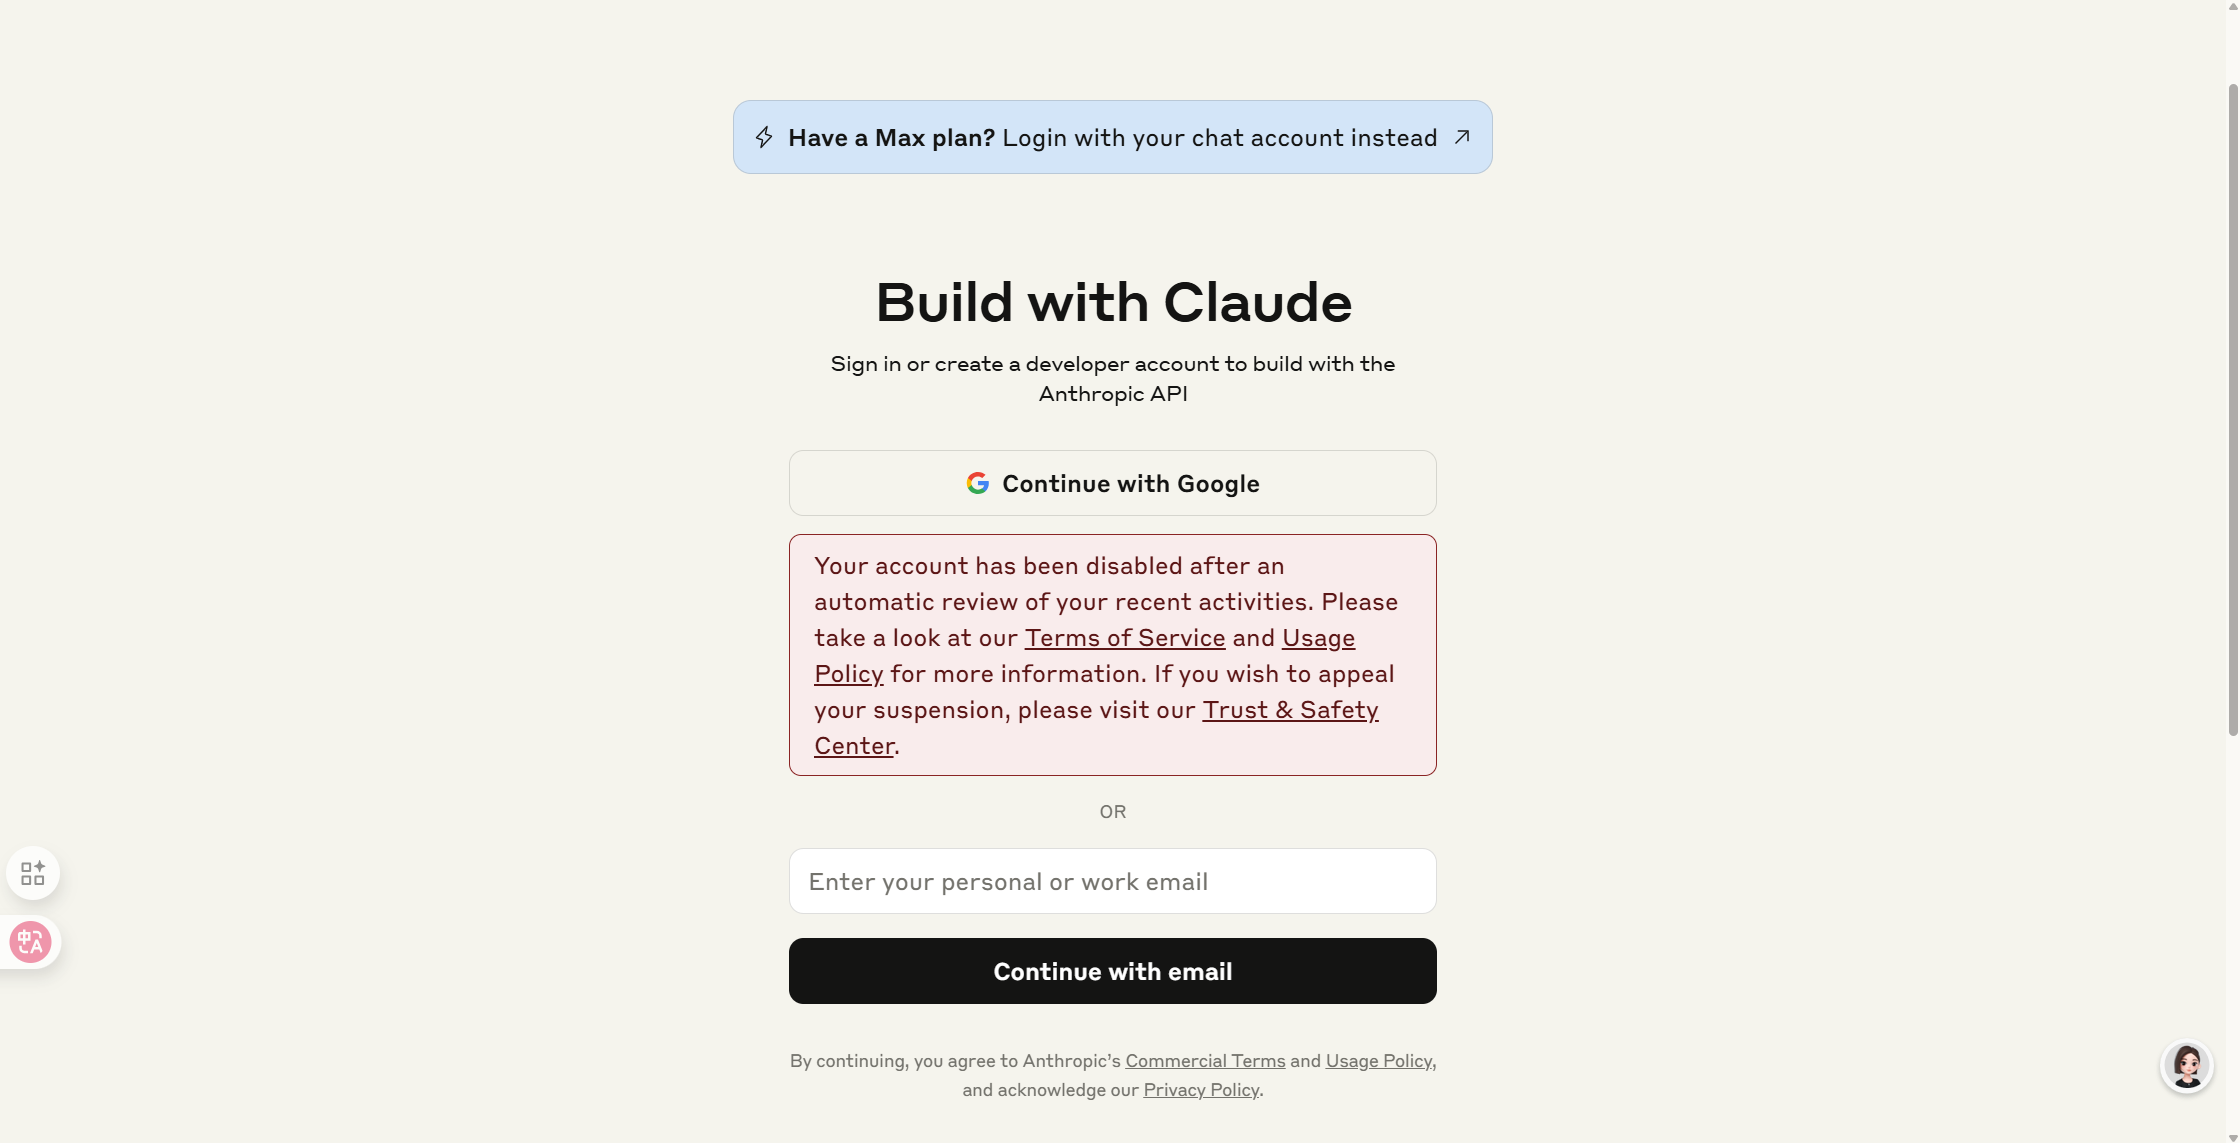 Have a Max plan? Login with your chat account instead
Build with Claude
Sign in or create a developer account to build with the
Anthropic API
Continue with Google
Your account has been disabled after an
automatic review of your recent activities. Please
take a look at our Terms of Service and Usage
Policy for more information. If you wish to appeal
your suspension, please visit our Trust & Safety
Center.
OR
Enter your personal or work email
Continue with email
By continuing, you agree to Anthropic’s Commercial Terms and Usage Policy,
and acknowledge our Privacy Policy.
中A